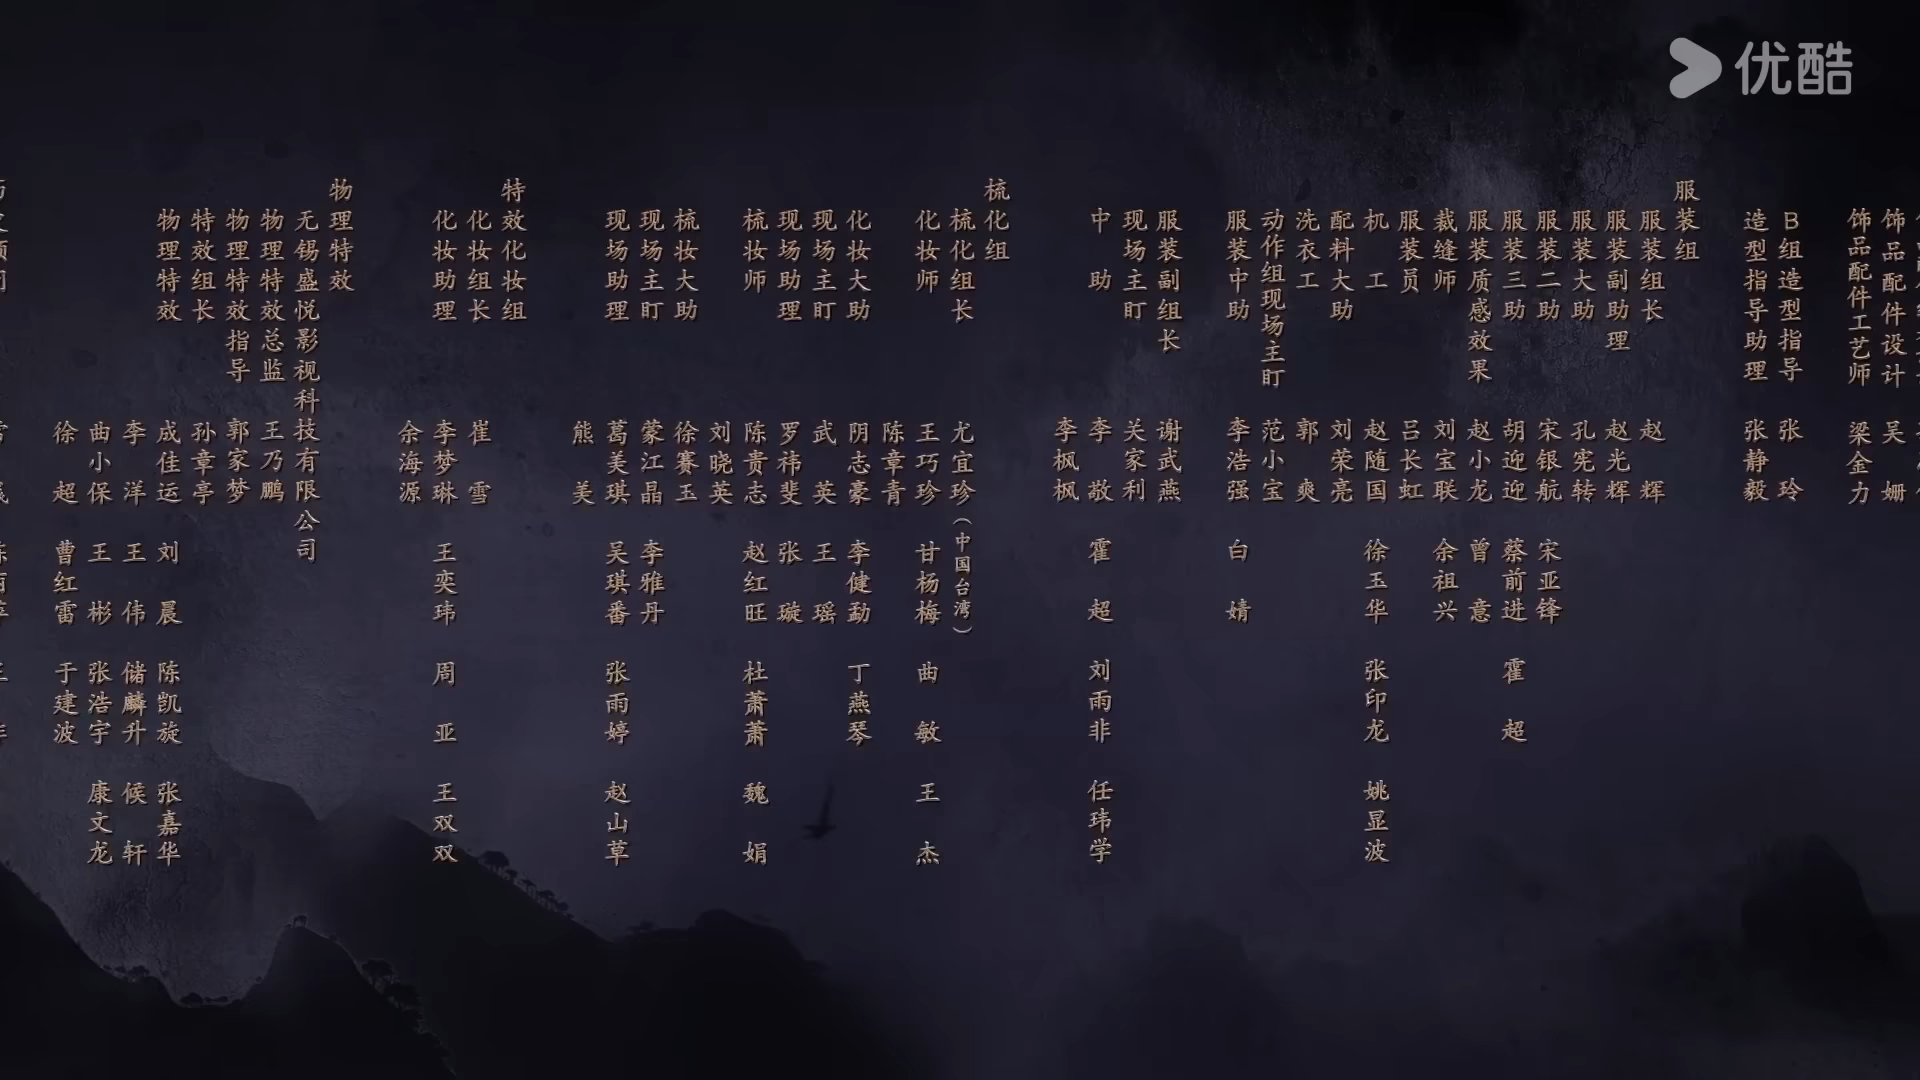 优酷
饰品配件设计 吴姗
饰品配件工艺师 梁金力
B组造型指导 张玲
造型指导助理 张静毅
服装组
服装组长 赵辉
服装副助理 赵光辉
服装大助 孔宪转
服装二助 宋银航 宋亚锋
服装三助 胡迎迎 蔡前进 霍超
服装质感效果 赵小龙 曾意
裁缝师 刘宝联 余祖兴
服装员 吕长虹
机工 赵随国 徐玉华 张印龙 姚显波
配料大助 刘荣亮
洗衣工 郭爽
动作组现场主盯 范小宝
服装中助 李浩强 白婧
服装副组长 谢武燕
现场主盯 关家利
中助 李敬 霍超 刘雨非 任玮学
李枫枫
梳化组
梳化组长 尤宜珍（中国台湾）
化妆师 王巧珍 甘杨梅 曲敏 王杰
陈章青
化妆大助 阴志豪 李健勐 丁燕琴
现场主盯 武英 王瑶
现场助理 罗祎斐 张璇
梳妆师 陈贵志 赵红旺 杜萧萧 魏娟
刘晓英
梳妆大助 徐赛玉
现场主盯 蒙江晶 李雅丹
现场助理 葛美琪 吴琪番 张雨婷 赵山草
熊美
特效化妆组
化妆组长 崔雪
化妆助理 李梦琳 王奕玮 周亚 王双双
余海源
物理特效
无锡盛悦影视科技有限公司
物理特效总监 王乃鹏
物理特效指导 郭家梦
特效组长 孙章亭
物理特效 成佳运 刘晨 陈凯旋 张嘉华
李洋 王伟 储麟升 候轩
曲小保 王彬 张浩宇 康文龙
徐超 曹红雷 于建波